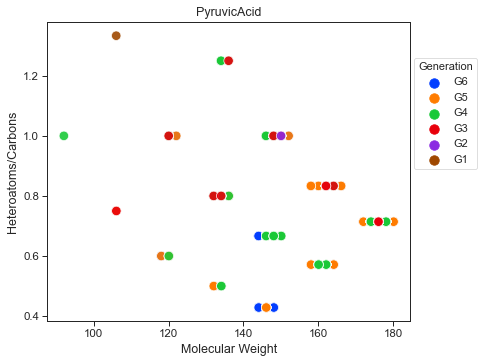 PyruvicAcid
Heteroatoms/Carbons
1.2
1.0
0.8
0.6
0.4
100
120
140
160
180
Molecular Weight
Generation
G6
G5
G4
G3
G2
G1